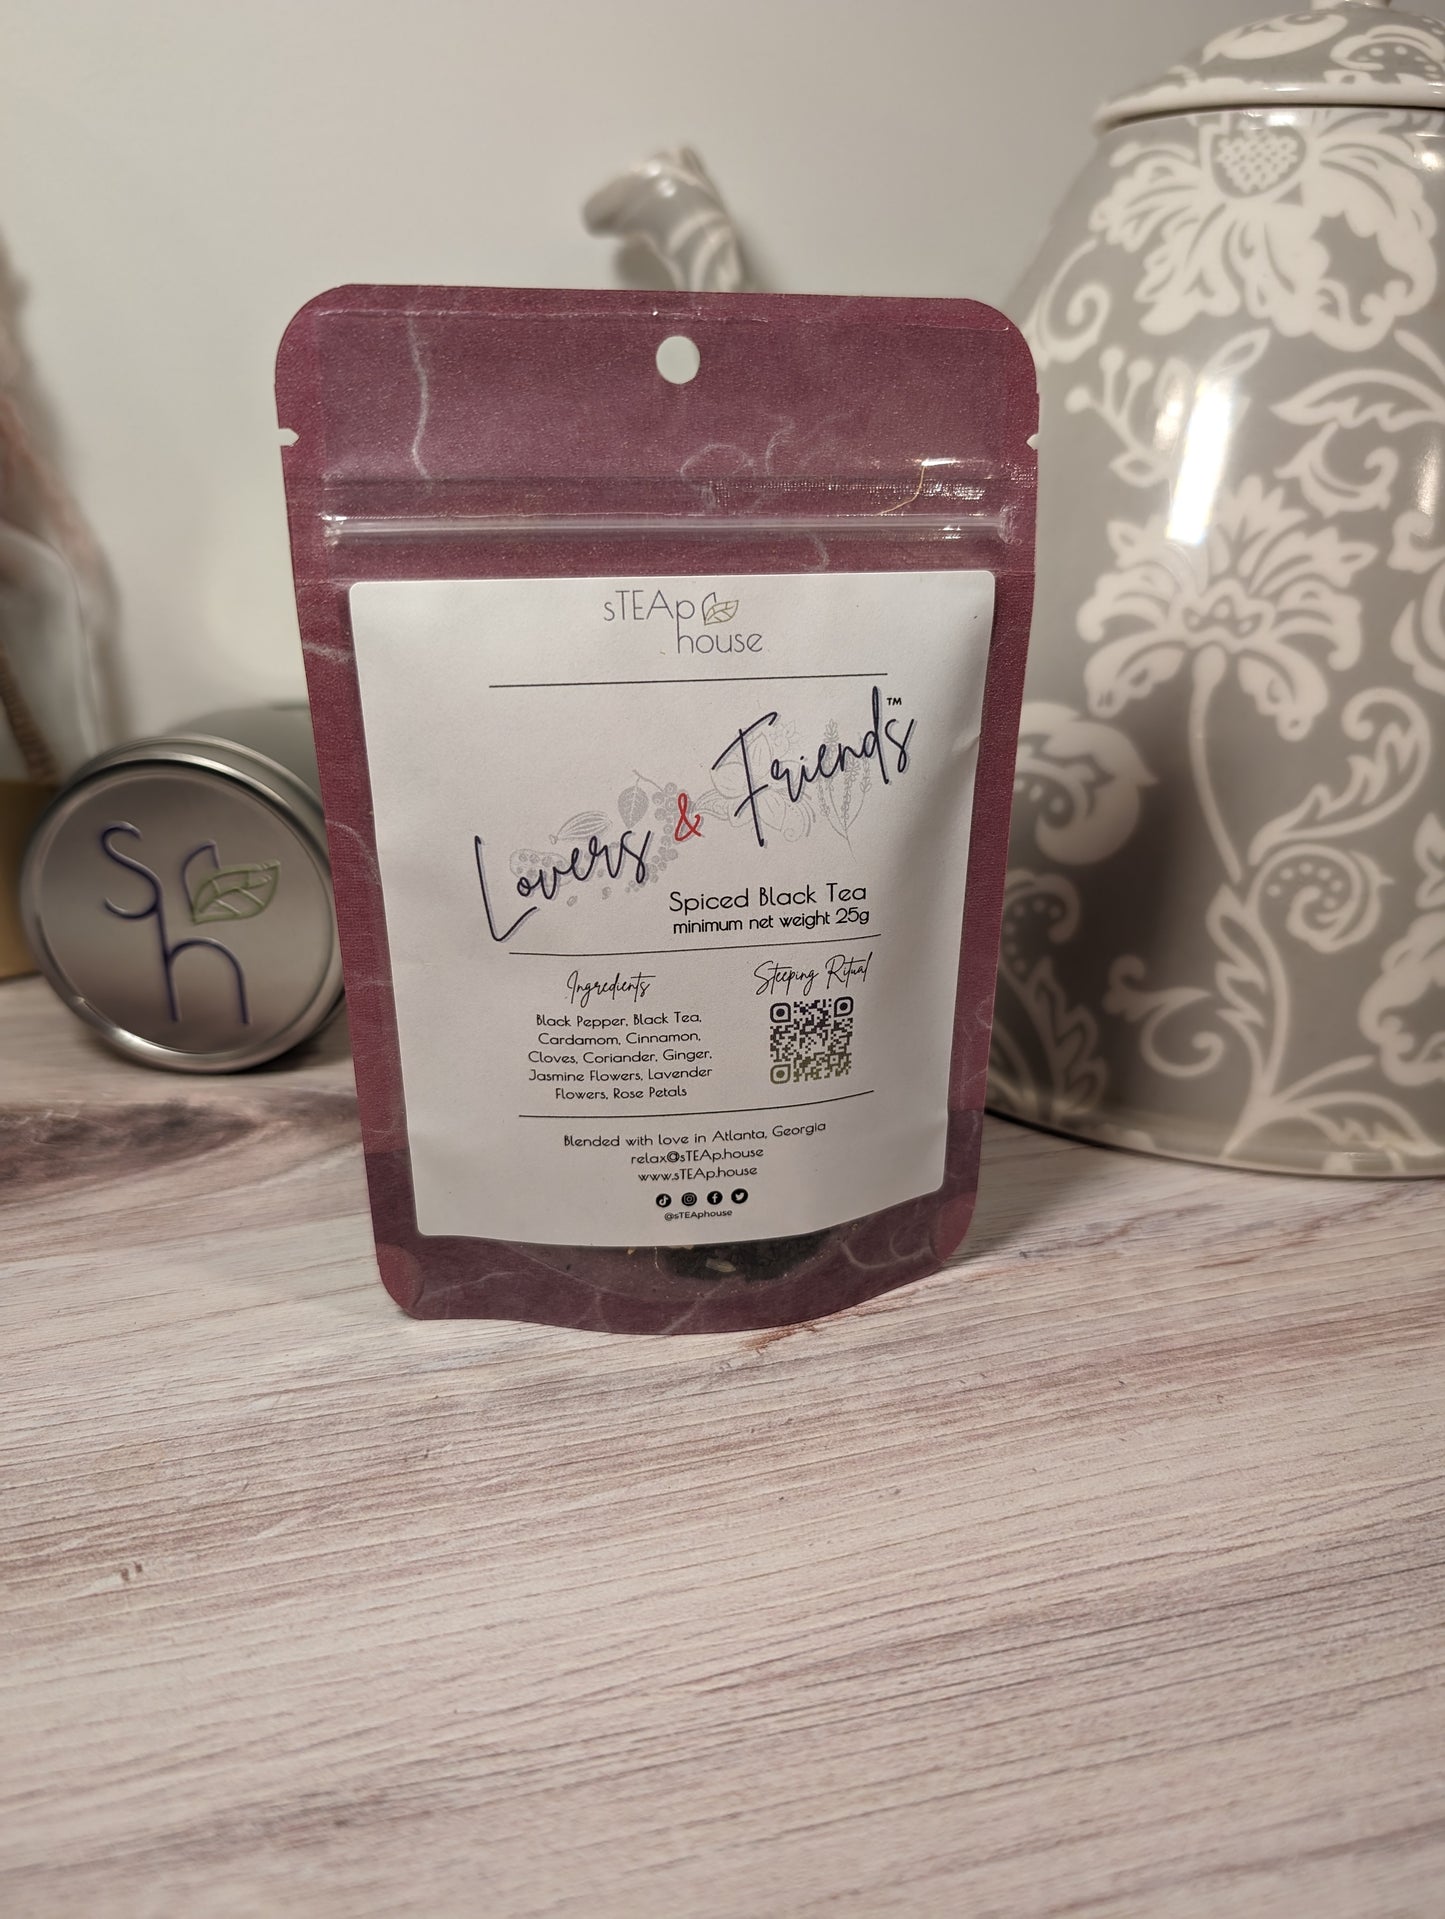 sTEAp
house
Lovers & Friends™
Spiced Black Tea
minimum net weight 25g
Ingredients
Black Pepper, Black Tea,
Cardamom, Cinnamon,
Cloves, Coriander, Ginger,
Jasmine Flowers, Lavender
Flowers, Rose Petals
Steeping Ritual
Blended with love in Atlanta, Georgia
relax@sTEAp.house
www.sTEAp.house
@sTEAphouse
sh